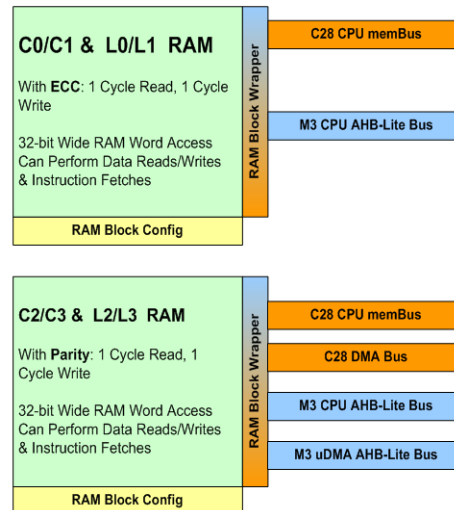 C0/C1 & L0/L1 RAM
With ECC: 1 Cycle Read, 1 Cycle
Write
32-bit Wide RAM Word Access
Can Perform Data Reads/Writes
& Instruction Fetches
RAM Block Config
RAM Block Wrapper
C28 CPU memBus
M3 CPU AHB-Lite Bus
C2/C3 & L2/L3 RAM
With Parity: 1 Cycle Read, 1
Cycle Write
32-bit Wide RAM Word Access
Can Perform Data Reads/Writes
& Instruction Fetches
RAM Block Config
RAM Block Wrapper
C28 CPU memBus
C28 DMA Bus
M3 CPU AHB-Lite Bus
M3 uDMA AHB-Lite Bus